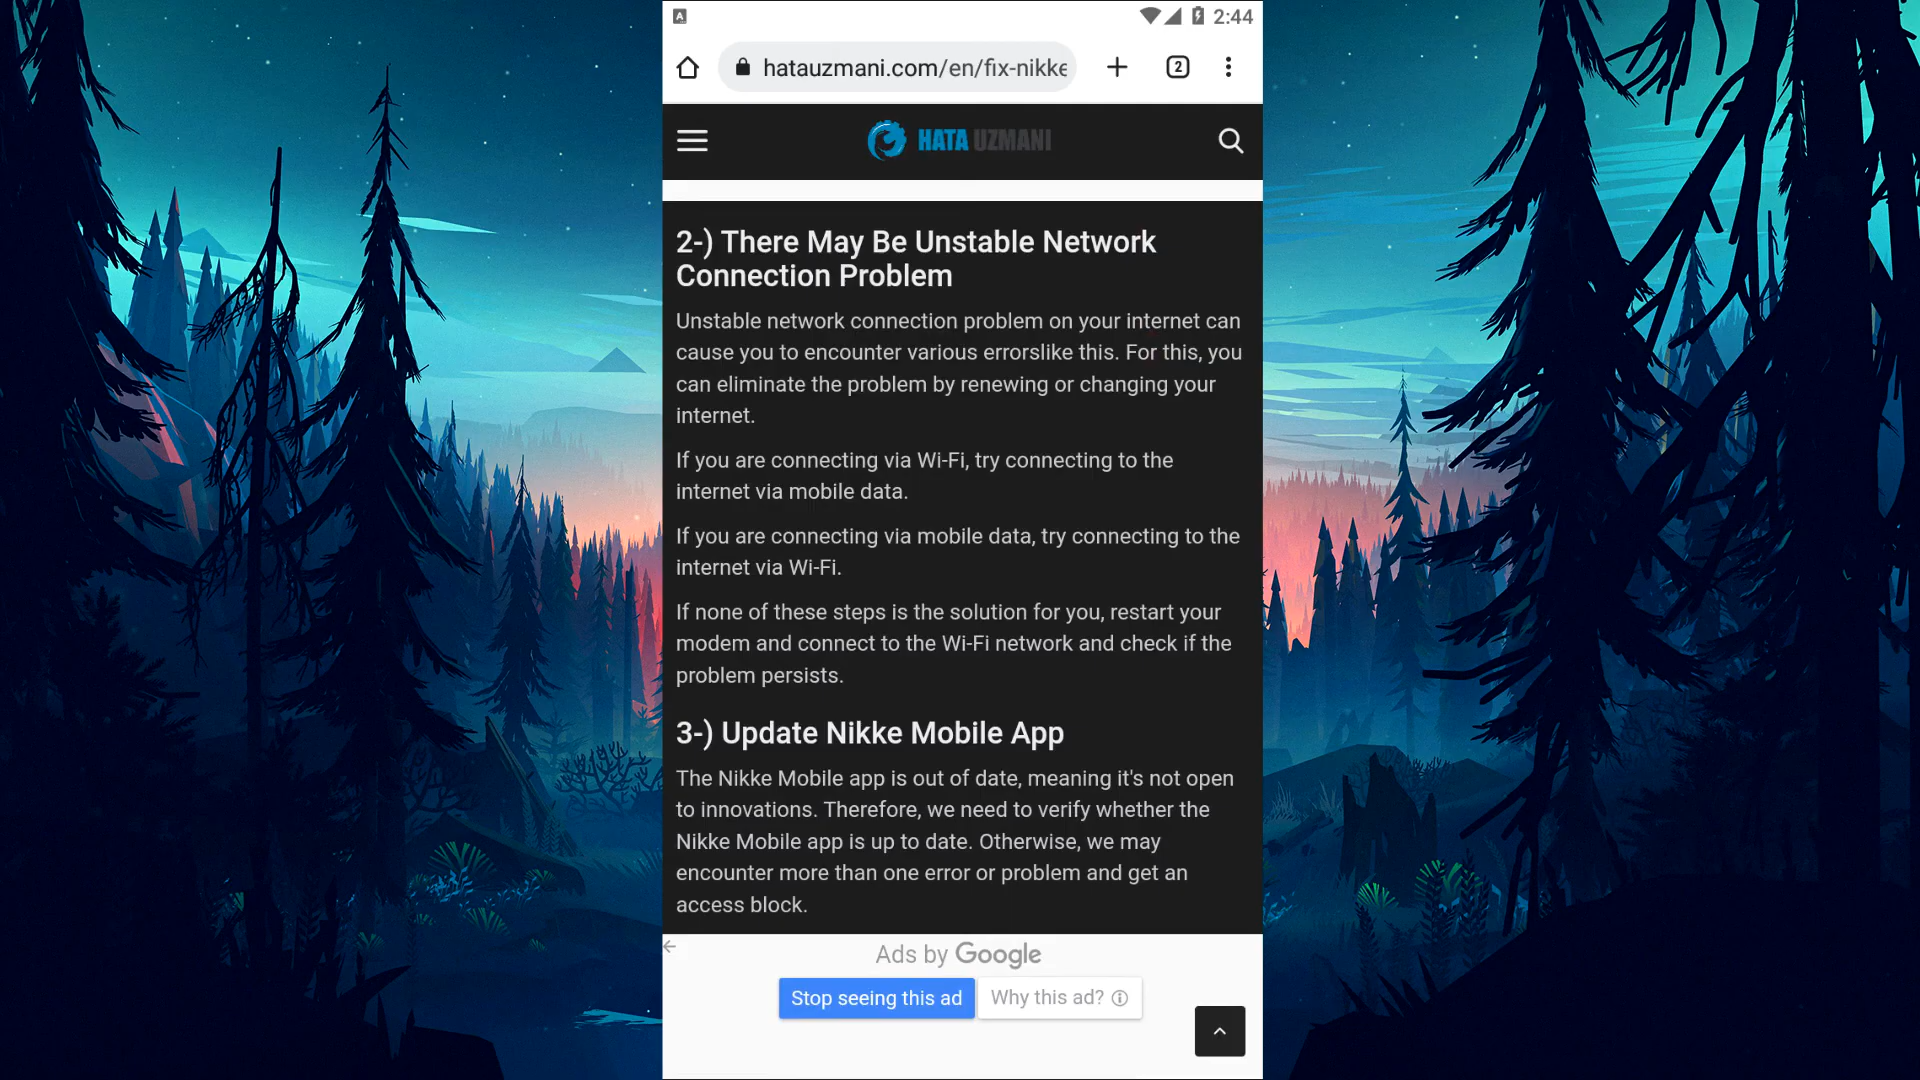 A
2:44
hatauzmani.com/en/fix-nikke
2
HATA UZMANI
2-) There May Be Unstable Network
Connection Problem
Unstable network connection problem on your internet can
cause you to encounter various errorslike this. For this, you
can eliminate the problem by renewing or changing your
internet.
If you are connecting via Wi-Fi, try connecting to the
internet via mobile data.
If you are connecting via mobile data, try connecting to the
internet via Wi-Fi.
If none of these steps is the solution for you, restart your
modem and connect to the Wi-Fi network and check if the
problem persists.
3-) Update Nikke Mobile App
The Nikke Mobile app is out of date, meaning it's not open
to innovations. Therefore, we need to verify whether the
Nikke Mobile app is up to date. Otherwise, we may
encounter more than one error or problem and get an
access block.
Ads by Google
Stop seeing this ad
Why this ad?